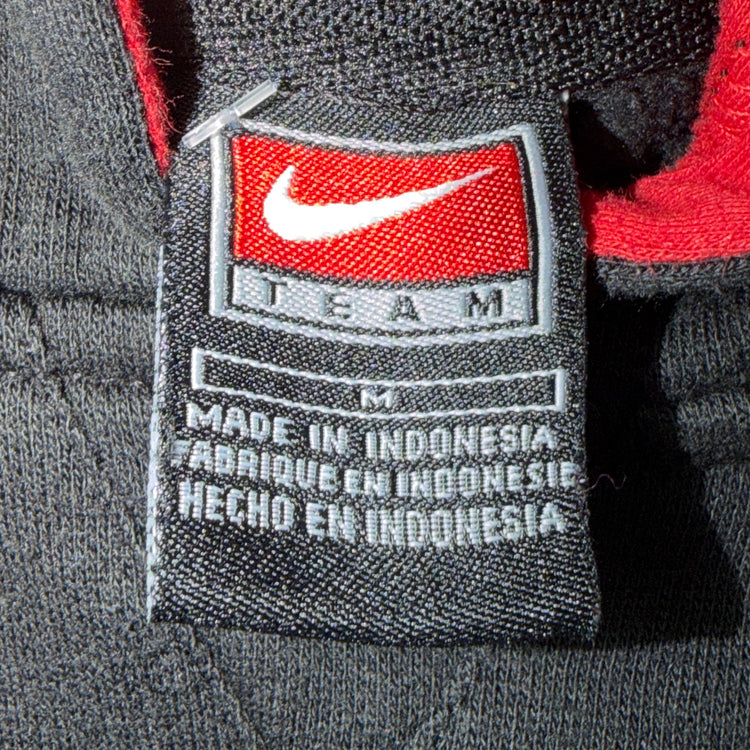 TEAM
M
MADE IN INDONESIA
FABRIQUE EN INDONESIE
HECHO EN INDONESIA